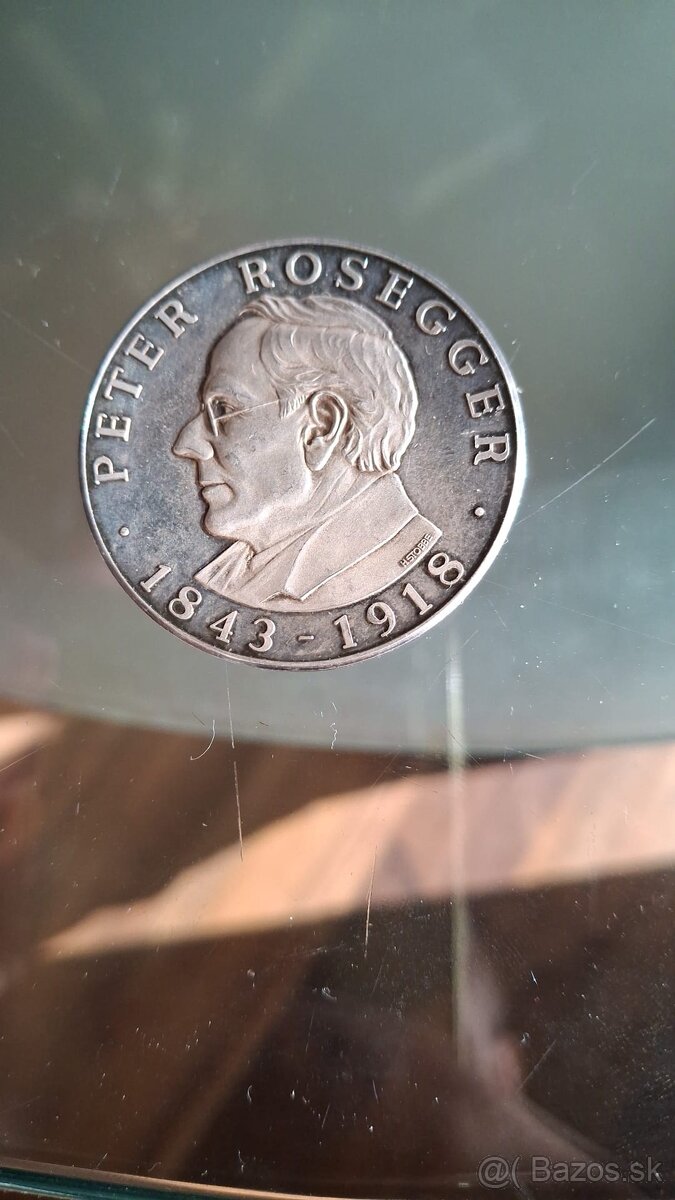 · PETER ROSEGGER ·
1843 - 1918
H.STOBBE
@( Bazos.sk